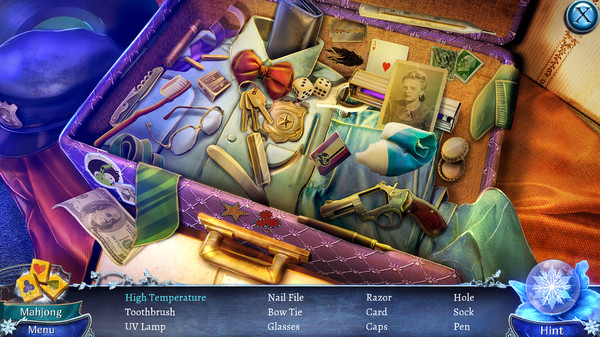 High Temperature Nail File Razor Hole
Mahjong Toothbrush Bow Tie Card Sock
Menu UV Lamp Glasses Caps Pen Hint